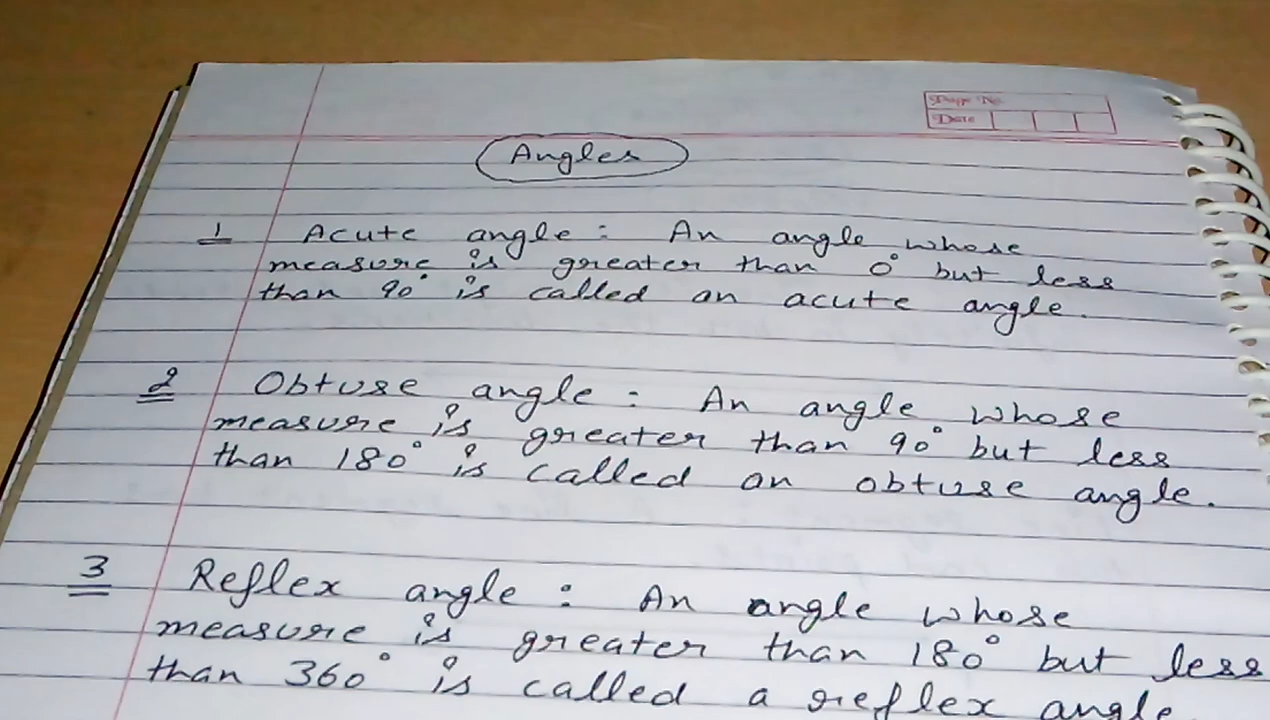 Page No.
Date
Angles
1 Acute angle : An angle whose
measure is greater than 0° but less
than 90° is called an acute angle.
2 Obtuse angle : An angle whose
measure is greater than 90° but less
than 180° is called an obtuse angle.
3 Reflex angle : An angle whose
measure is greater than 180° but less
than 360° is called a reflex angle